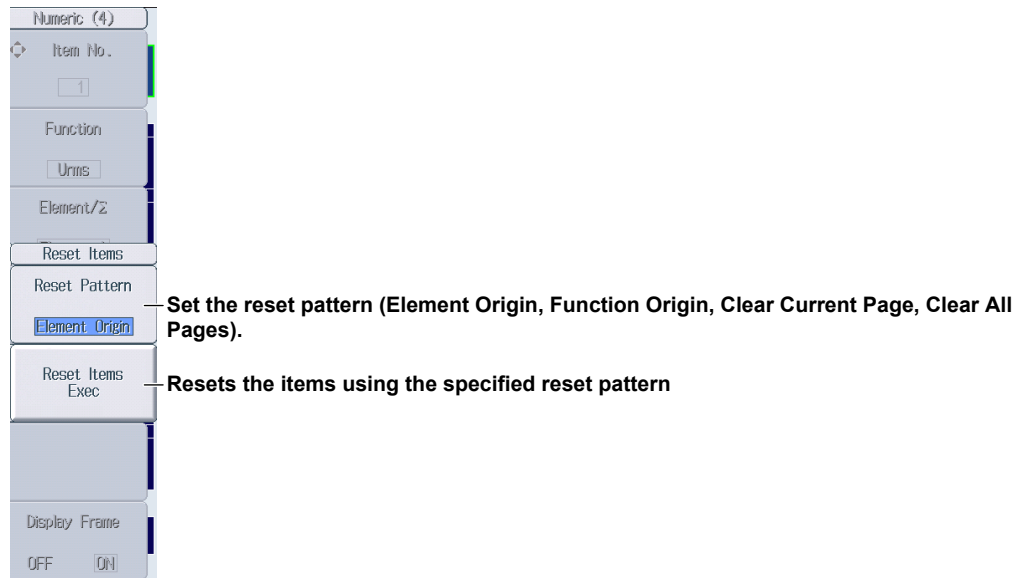 Numeric (4)
Item No.
1
Function
Urms
Element/Σ
Reset Items
Reset Pattern
Element Origin
Set the reset pattern (Element Origin, Function Origin, Clear Current Page, Clear All
Pages).
Reset Items
Exec
Resets the items using the specified reset pattern
Display Frame
OFF ON